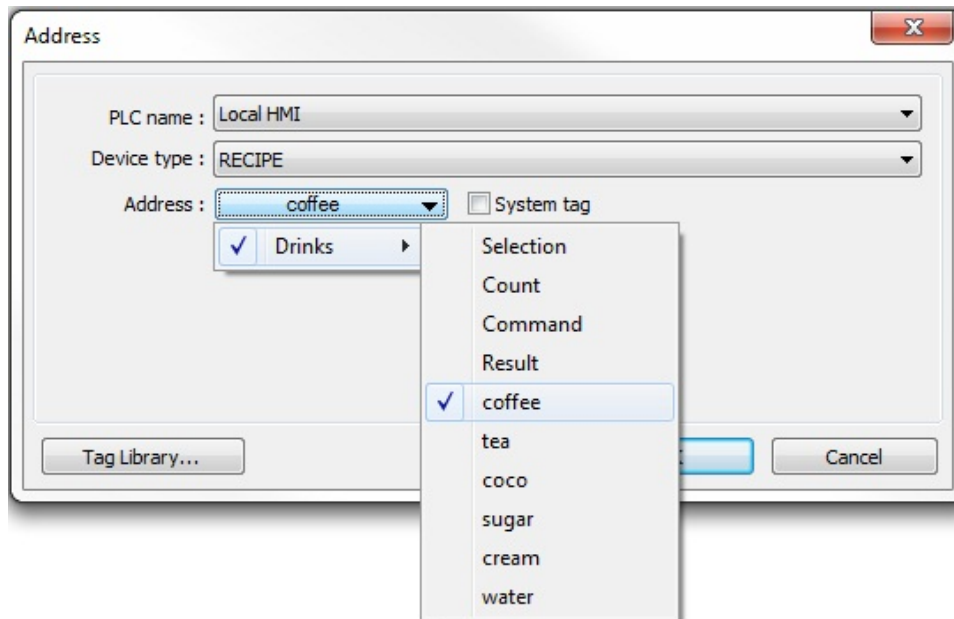 Address
PLC name : Local HMI
Device type : RECIPE
Address : coffee System tag
Drinks
Selection
Count
Command
Result
coffee
tea
coco
sugar
cream
water
Tag Library...
Cancel